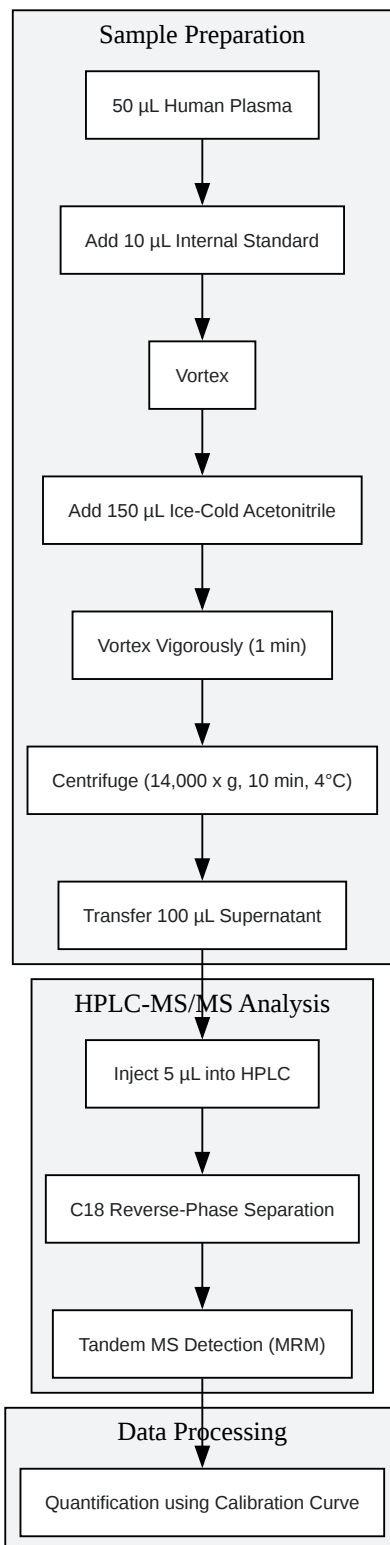 Sample Preparation
50 µL Human Plasma
Add 10 µL Internal Standard
Vortex
Add 150 µL Ice-Cold Acetonitrile
Vortex Vigorously (1 min)
Centrifuge (14,000 x g, 10 min, 4°C)
Transfer 100 µL Supernatant
HPLC-MS/MS Analysis
Inject 5 µL into HPLC
C18 Reverse-Phase Separation
Tandem MS Detection (MRM)
Data Processing
Quantification using Calibration Curve